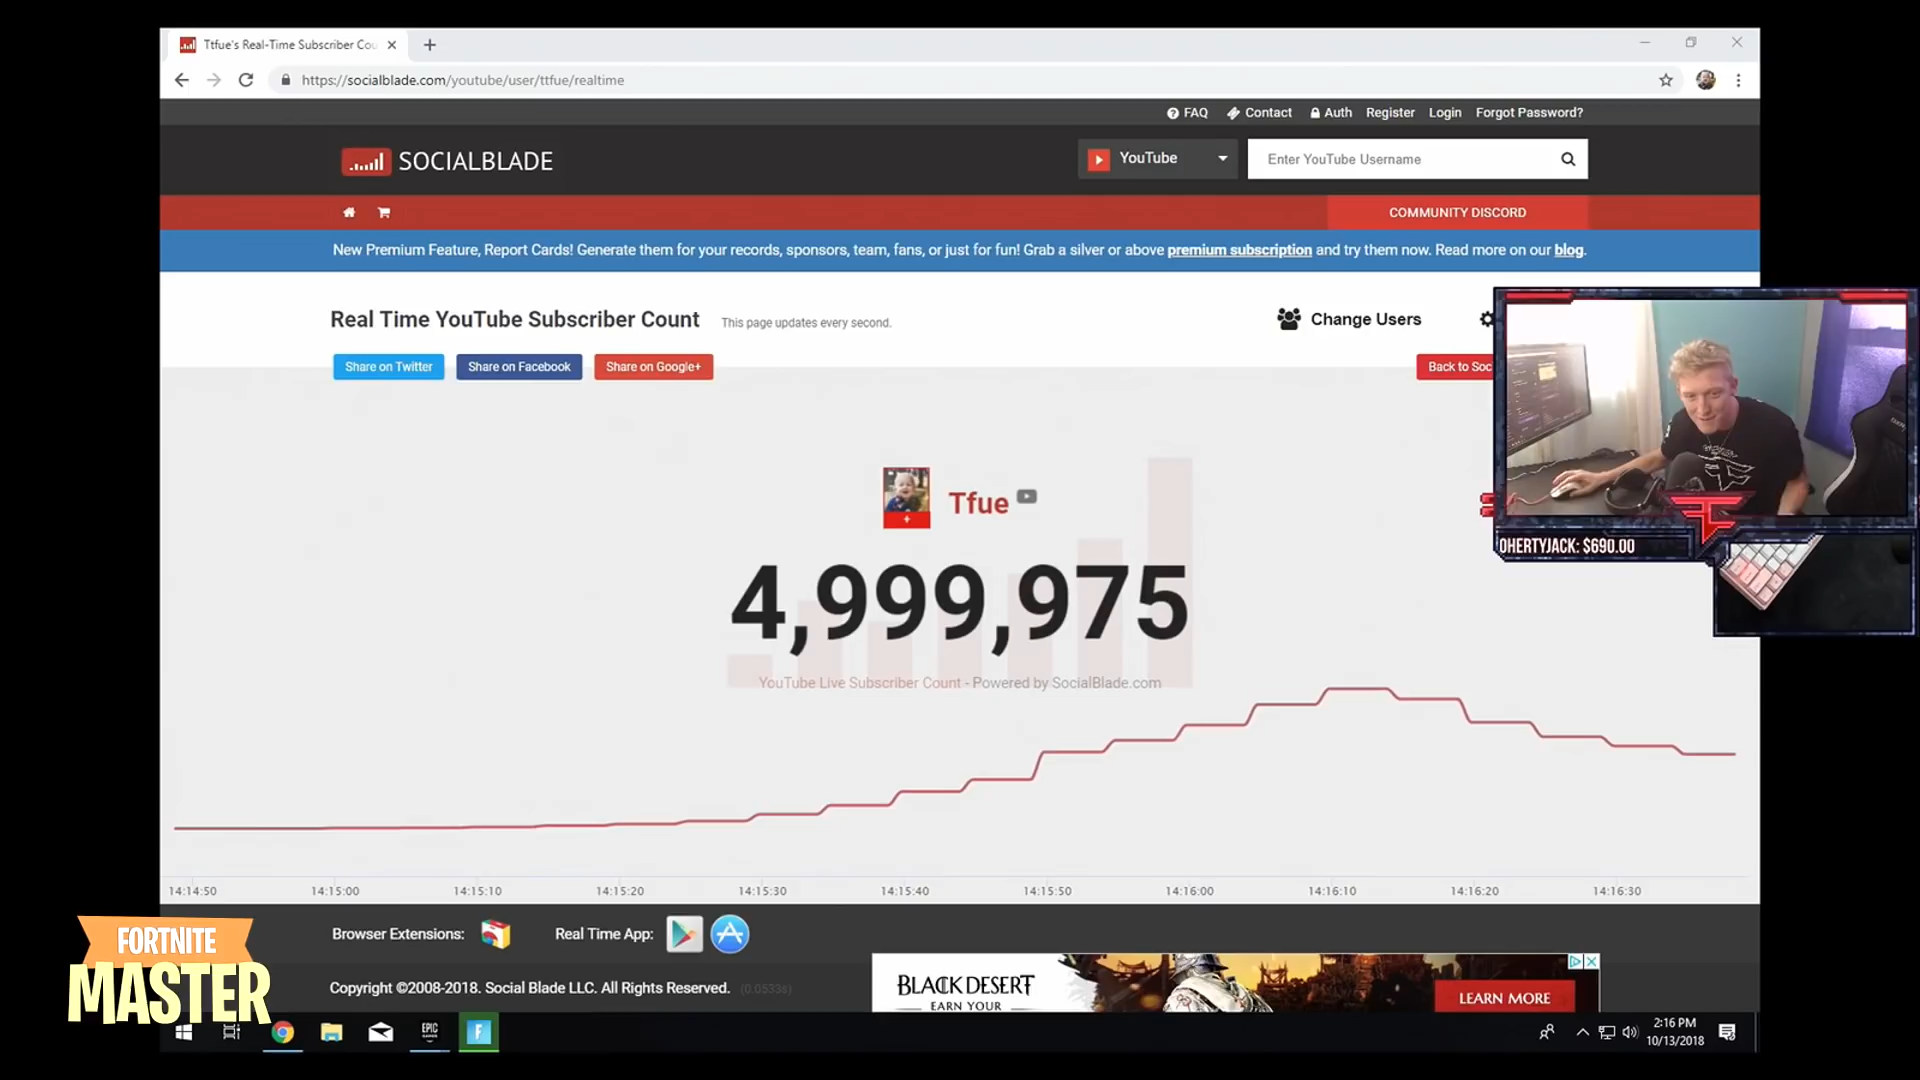 Ttfue's Real-Time Subscriber Cou
https://socialblade.com/youtube/user/ttfue/realtime
FAQ Contact Auth Register Login Forgot Password?
SOCIALBLADE
YouTube
Enter YouTube Username
COMMUNITY DISCORD
New Premium Feature, Report Cards! Generate them for your records, sponsors, team, fans, or just for fun! Grab a silver or above premium subscription and try them now. Read more on our blog.
Real Time YouTube Subscriber Count
This page updates every second.
Change Users
Share on Twitter
Share on Facebook
Share on Google+
Back to Soc
Tfue
OHERTYJACK: $690.00
4,999,975
YouTube Live Subscriber Count - Powered by SocialBlade.com
14:14:50 14:15:00 14:15:10 14:15:20 14:15:30 14:15:40 14:15:50 14:16:00 14:16:10 14:16:20 14:16:30
FORTNITE
MASTER
Browser Extensions:
Real Time App:
Copyright ©2008-2018. Social Blade LLC. All Rights Reserved. (0.0533s)
BLACK DESERT
EARN YOUR
LEARN MORE
EPIC
GAMES
F
2:16 PM
10/13/2018